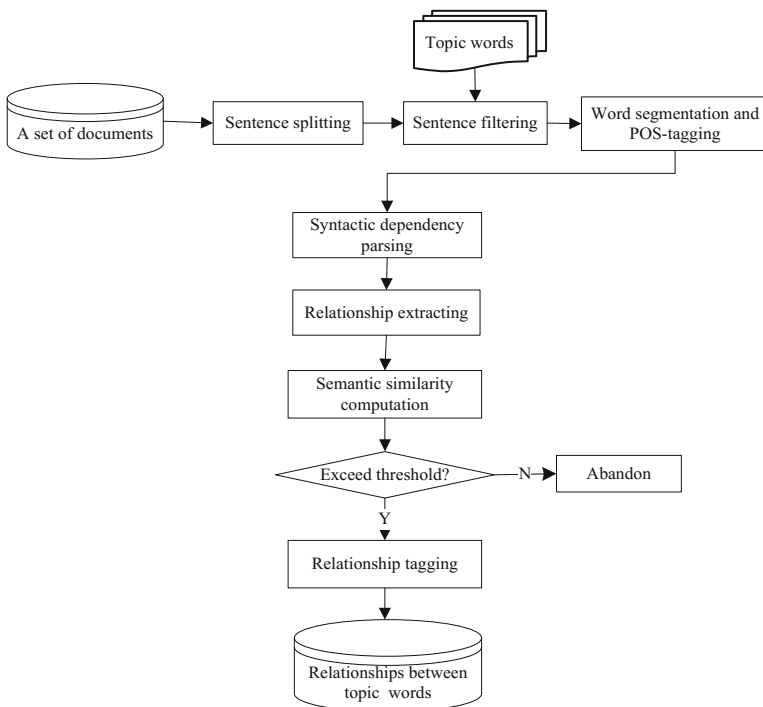 Topic words
A set of documents
Sentence splitting
Sentence filtering
Word segmentation and
POS-tagging
Syntactic dependency
parsing
Relationship extracting
Semantic similarity
computation
Exceed threshold?
N
Abandon
Y
Relationship tagging
Relationships between
topic words